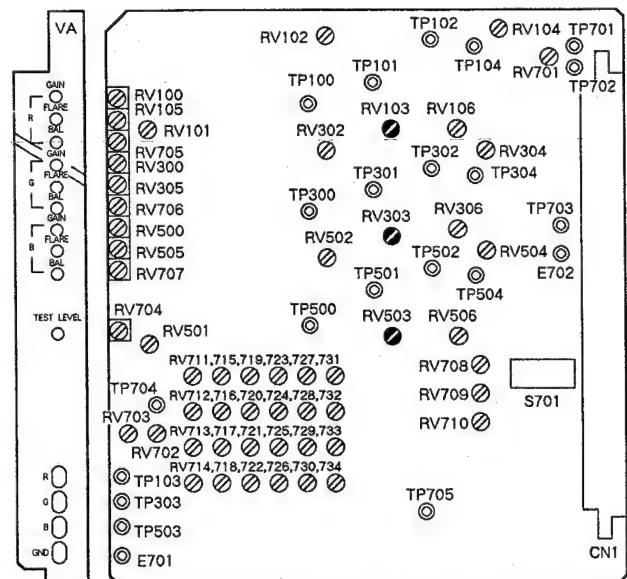 VA
GAIN
FLARE
R
BAL
GAIN
FLARE
G
BAL
GAIN
FLARE
B
BAL
TEST LEVEL
R
G
B
GND
RV102
TP102
RV104
TP701
TP104
RV701
TP702
TP101
TP100
RV100
RV105
RV101
RV103
RV106
RV302
RV705
RV300
TP302
RV304
TP304
RV305
TP301
RV706
TP300
RV303
RV306
TP703
RV500
RV505
RV502
TP502
RV504
E702
RV707
TP501
TP504
RV704
RV501
TP500
RV503
RV506
RV711,715,719,723,727,731
RV708
TP704
RV712,716,720,724,728,732
RV709
S701
RV703
RV702
RV713,717,721,725,729,733
RV710
RV714,718,722,726,730,734
TP103
TP303
TP705
TP503
E701
CN1